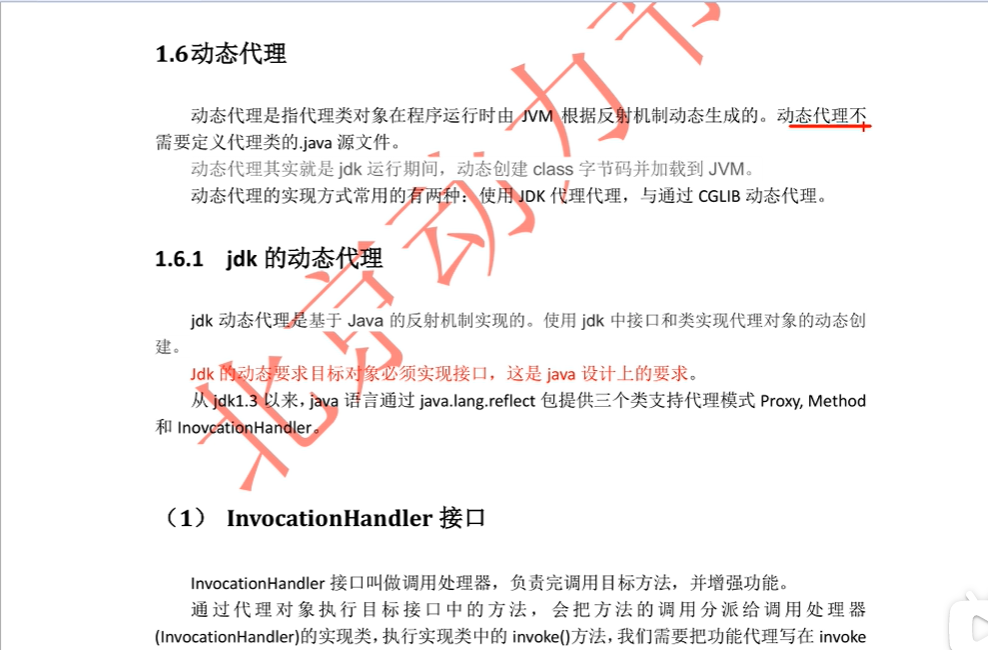 1.6动态代理
动态代理是指代理类对象在程序运行时由 JVM 根据反射机制动态生成的。动态代理不
需要定义代理类的.java 源文件。
动态代理其实就是 jdk 运行期间，动态创建 class 字节码并加载到 JVM。
动态代理的实现方式常用的有两种：使用 JDK 代理代理，与通过 CGLIB 动态代理。
1.6.1 jdk 的动态代理
jdk 动态代理是基于 Java 的反射机制实现的。使用 jdk 中接口和类实现代理对象的动态创
建。
Jdk 的动态要求目标对象必须实现接口，这是 java 设计上的要求。
从 jdk1.3 以来，java 语言通过 java.lang.reflect 包提供三个类支持代理模式 Proxy, Method
和 InovcationHandler。
（1） InvocationHandler 接口
InvocationHandler 接口叫做调用处理器，负责完调用目标方法，并增强功能。
通过代理对象执行目标接口中的方法，会把方法的调用分派给调用处理器
(InvocationHandler)的实现类，执行实现类中的 invoke()方法，我们需要把功能代理写在 invoke
北京动力节